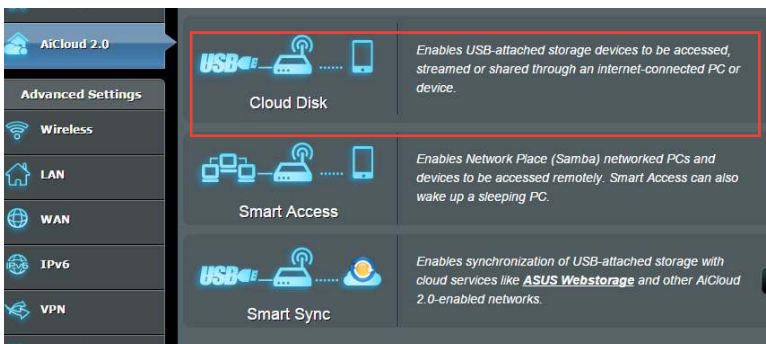 AiCloud 2.0
Advanced Settings
Wireless
LAN
WAN
IPv6
VPN
USB
Cloud Disk
Enables USB-attached storage devices to be accessed,
streamed or shared through an internet-connected PC or
device.
Smart Access
Enables Network Place (Samba) networked PCs and
devices to be accessed remotely. Smart Access can also
wake up a sleeping PC.
USB
Smart Sync
Enables synchronization of USB-attached storage with
cloud services like ASUS Webstorage and other AiCloud
2.0-enabled networks.